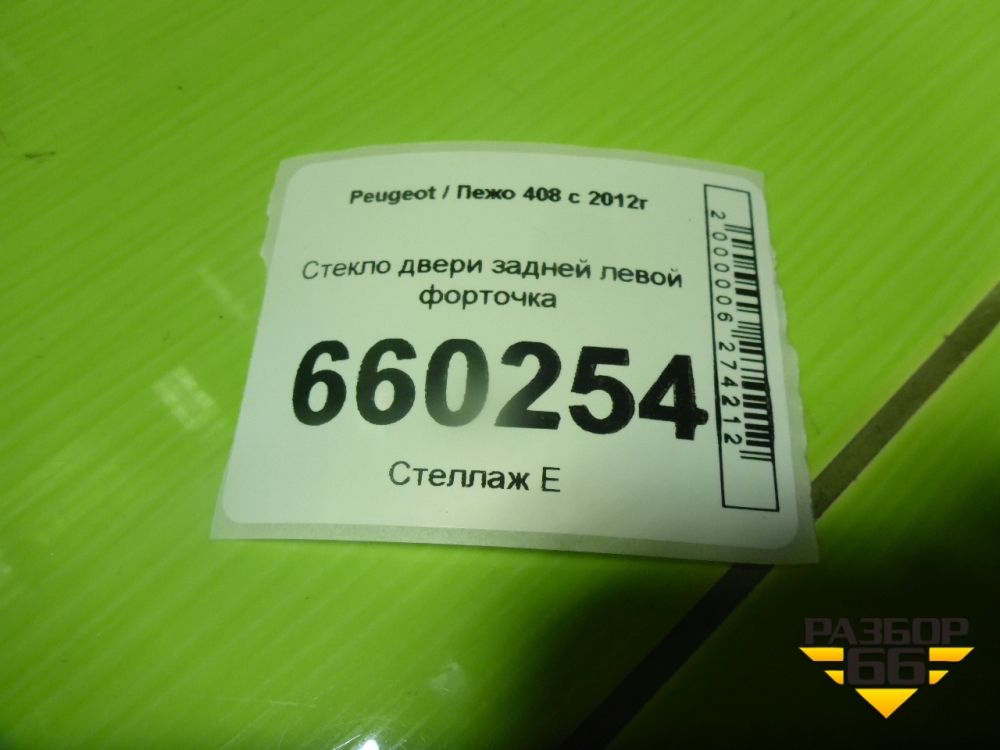 Peugeot / Пежо 408 с 2012г
Стекло двери задней левой
форточка
660254
Стеллаж Е
2000006274212
РАЗБОР
66